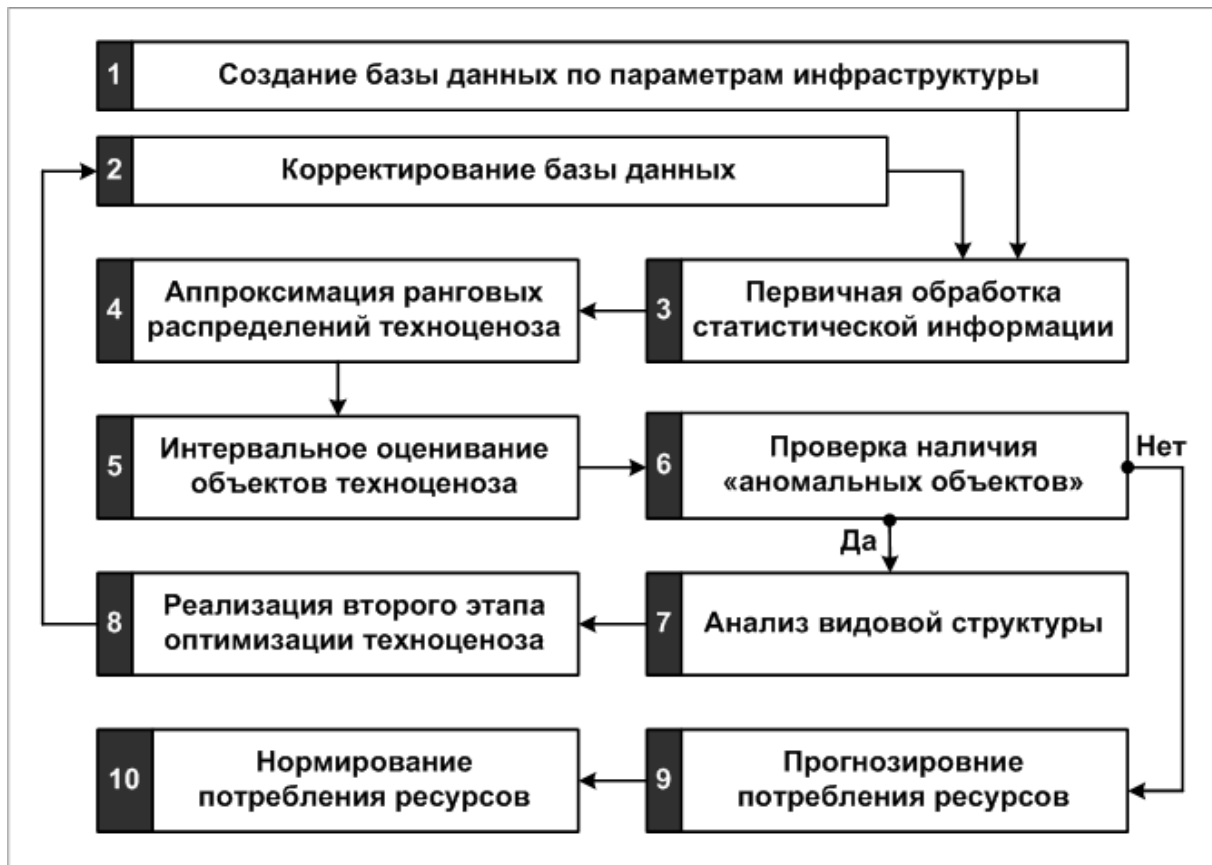 1
Создание базы данных по параметрам инфраструктуры
2
Корректирование базы данных
4
Аппроксимация ранговых
распределений техноценоза
3
Первичная обработка
статистической информации
5
Интервальное оценивание
объектов техноценоза
6
Проверка наличия
«аномальных объектов»
Нет
Да
8
Реализация второго этапа
оптимизации техноценоза
7
Анализ видовой структуры
10
Нормирование
потребления ресурсов
9
Прогнозировние
потребления ресурсов